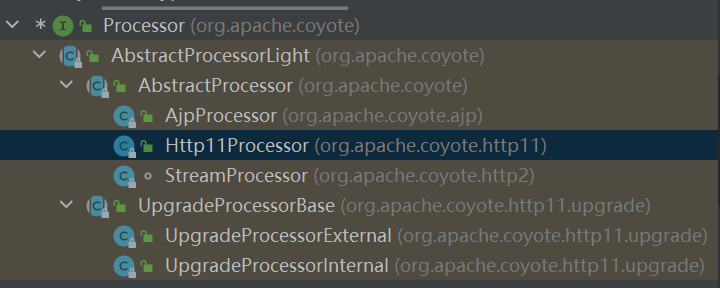 * Processor (org.apache.coyote)
AbstractProcessorLight (org.apache.coyote)
AbstractProcessor (org.apache.coyote)
AjpProcessor (org.apache.coyote.ajp)
Http11Processor (org.apache.coyote.http11)
StreamProcessor (org.apache.coyote.http2)
UpgradeProcessorBase (org.apache.coyote.http11.upgrade)
UpgradeProcessorExternal (org.apache.coyote.http11.upgrade)
UpgradeProcessorInternal (org.apache.coyote.http11.upgrade)